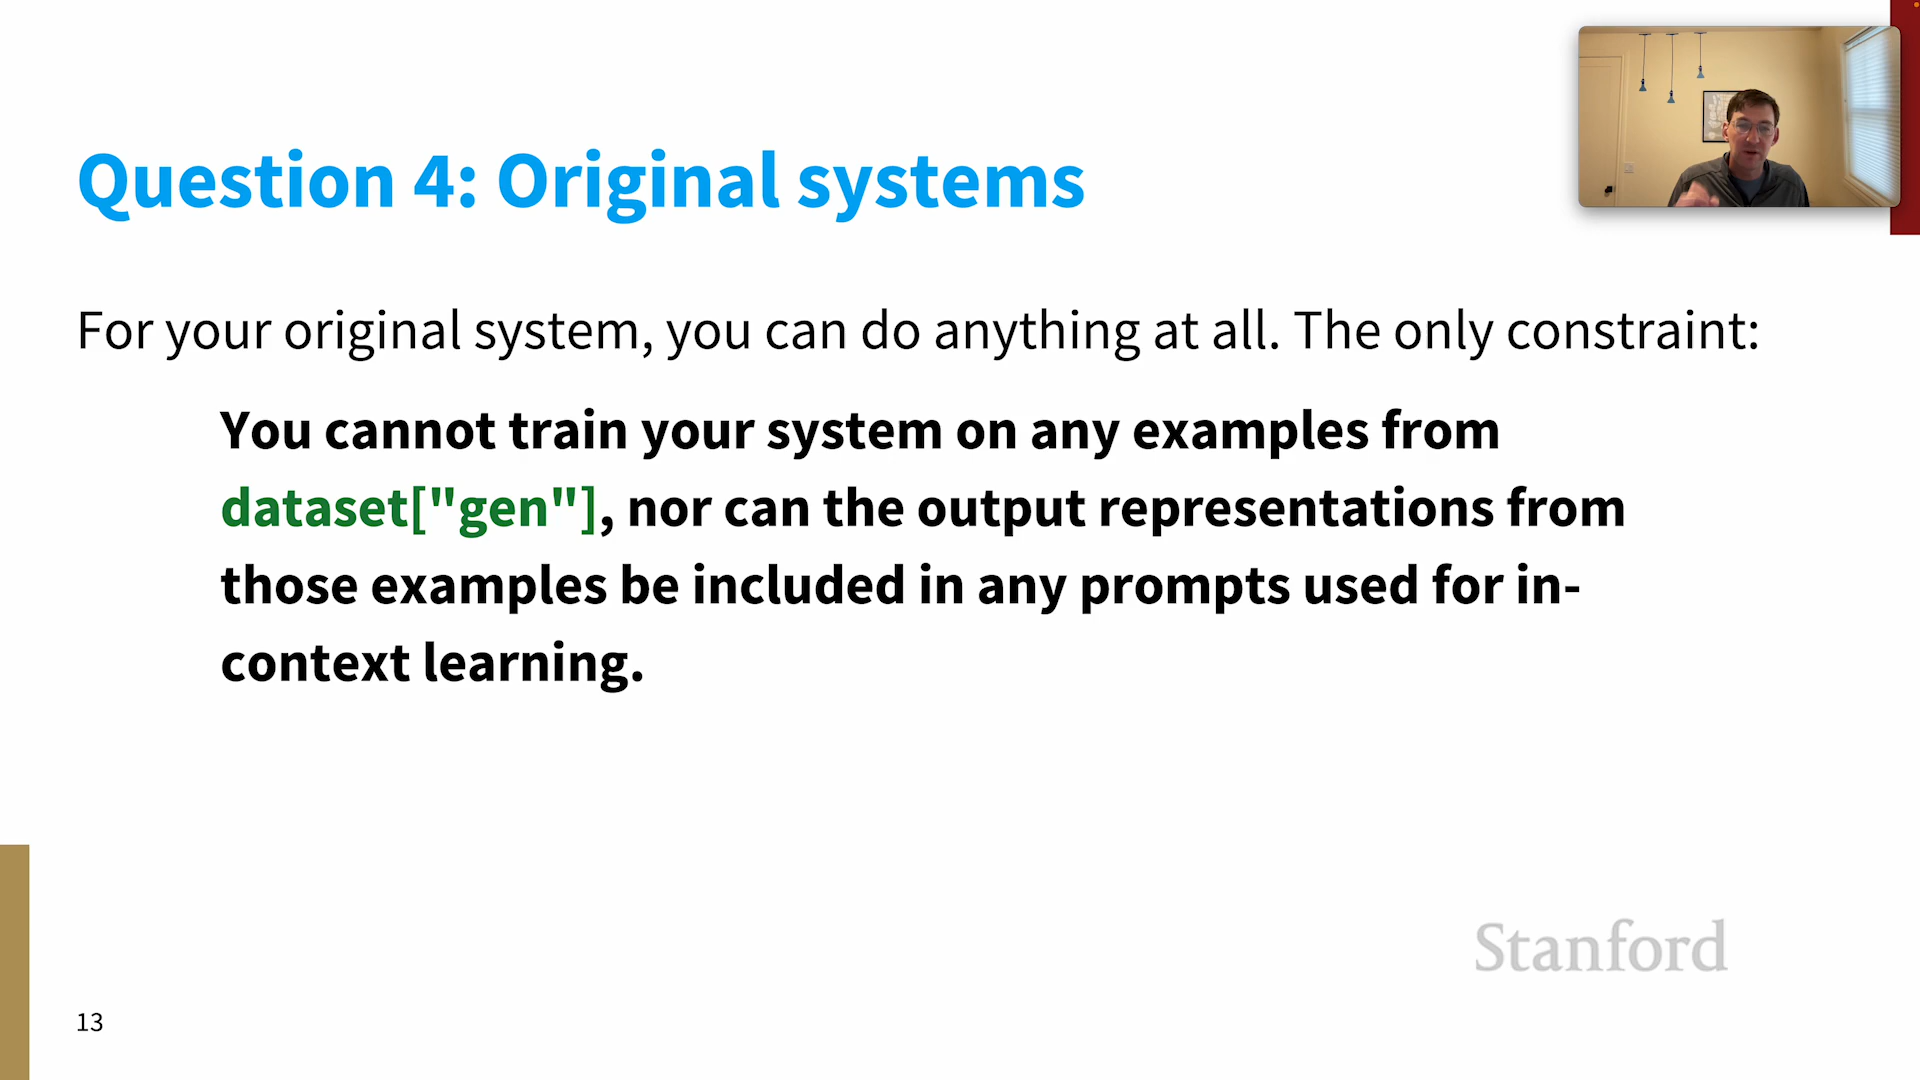 Question 4: Original systems
For your original system, you can do anything at all. The only constraint:
You cannot train your system on any examples from
dataset["gen"], nor can the output representations from
those examples be included in any prompts used for in-
context learning.
Stanford
13